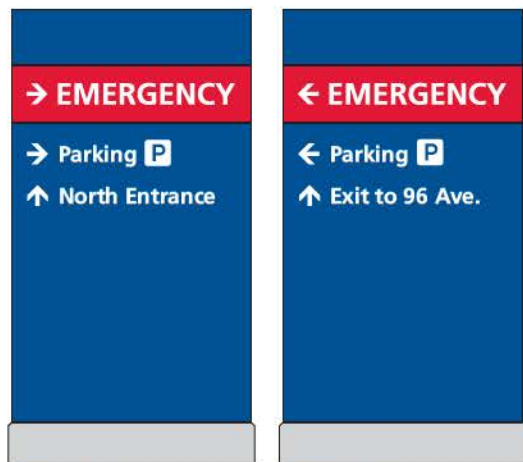 → EMERGENCY
→ Parking P
↑ North Entrance
← EMERGENCY
← Parking P
↑ Exit to 96 Ave.